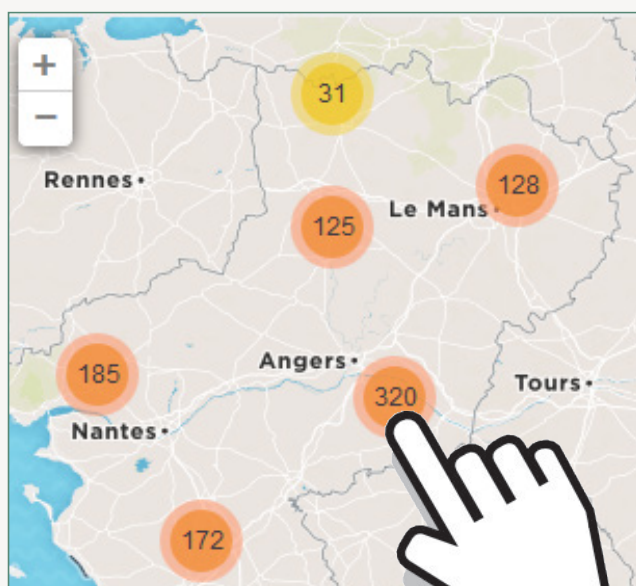 +
31
−
Rennes
128
Le Mans
125
Angers
185
Tours
320
Nantes
172